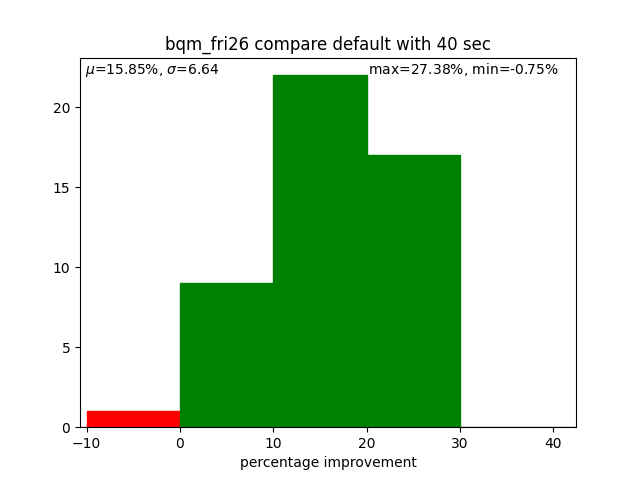 bqm_fri26 compare default with 40 sec
μ=15.85%, σ=6.64
max=27.38%, min=-0.75%
20
15
10
5
0
−10 0 10 20 30 40
percentage improvement